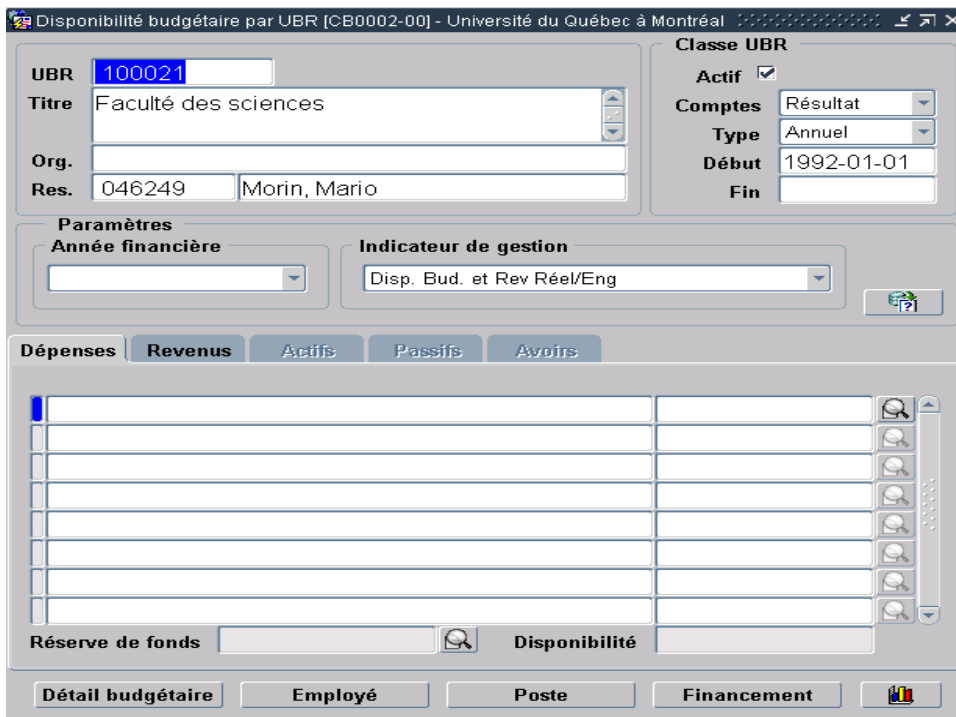 Disponibilité budgétaire par UBR [CB0002-00] - Université du Québec à Montréal
Classe UBR
UBR 100021
Actif
Titre Faculté des sciences
Comptes Résultat
Type Annuel
Org.
Début 1992-01-01
Res. 046249 Morin, Mario
Fin
Paramètres
Année financière Indicateur de gestion
Disp. Bud. et Rev Réel/Eng
Dépenses Revenus Actifs Passifs Avoirs
Réserve de fonds Disponibilité
Détail budgétaire Employé Poste Financement